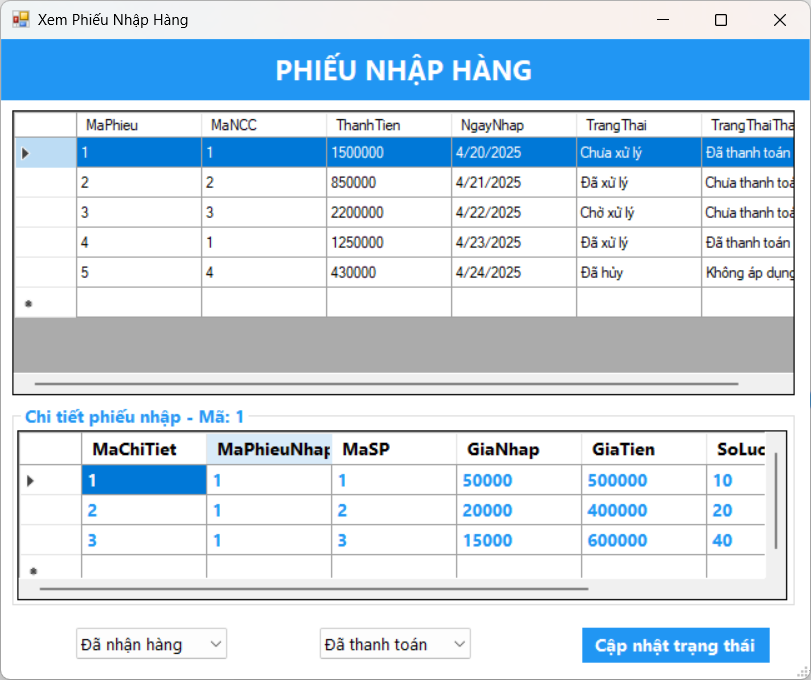 Xem Phiếu Nhập Hàng
PHIẾU NHẬP HÀNG
MaPhieu MaNCC ThanhTien NgayNhap TrangThai TrangThaiTha
1 1 1500000 4/20/2025 Chưa xử lý Đã thanh toán
2 2 850000 4/21/2025 Đã xử lý Chưa thanh toá
3 3 2200000 4/22/2025 Chờ xử lý Chưa thanh toá
4 1 1250000 4/23/2025 Đã xử lý Đã thanh toán
5 4 430000 4/24/2025 Đã hủy Không áp dụng
Chi tiết phiếu nhập - Mã: 1
MaChiTiet MaPhieuNhap MaSP GiaNhap GiaTien SoLuc
1 1 1 50000 500000 10
2 1 2 20000 400000 20
3 1 3 15000 600000 40
Đã nhận hàng Đã thanh toán Cập nhật trạng thái